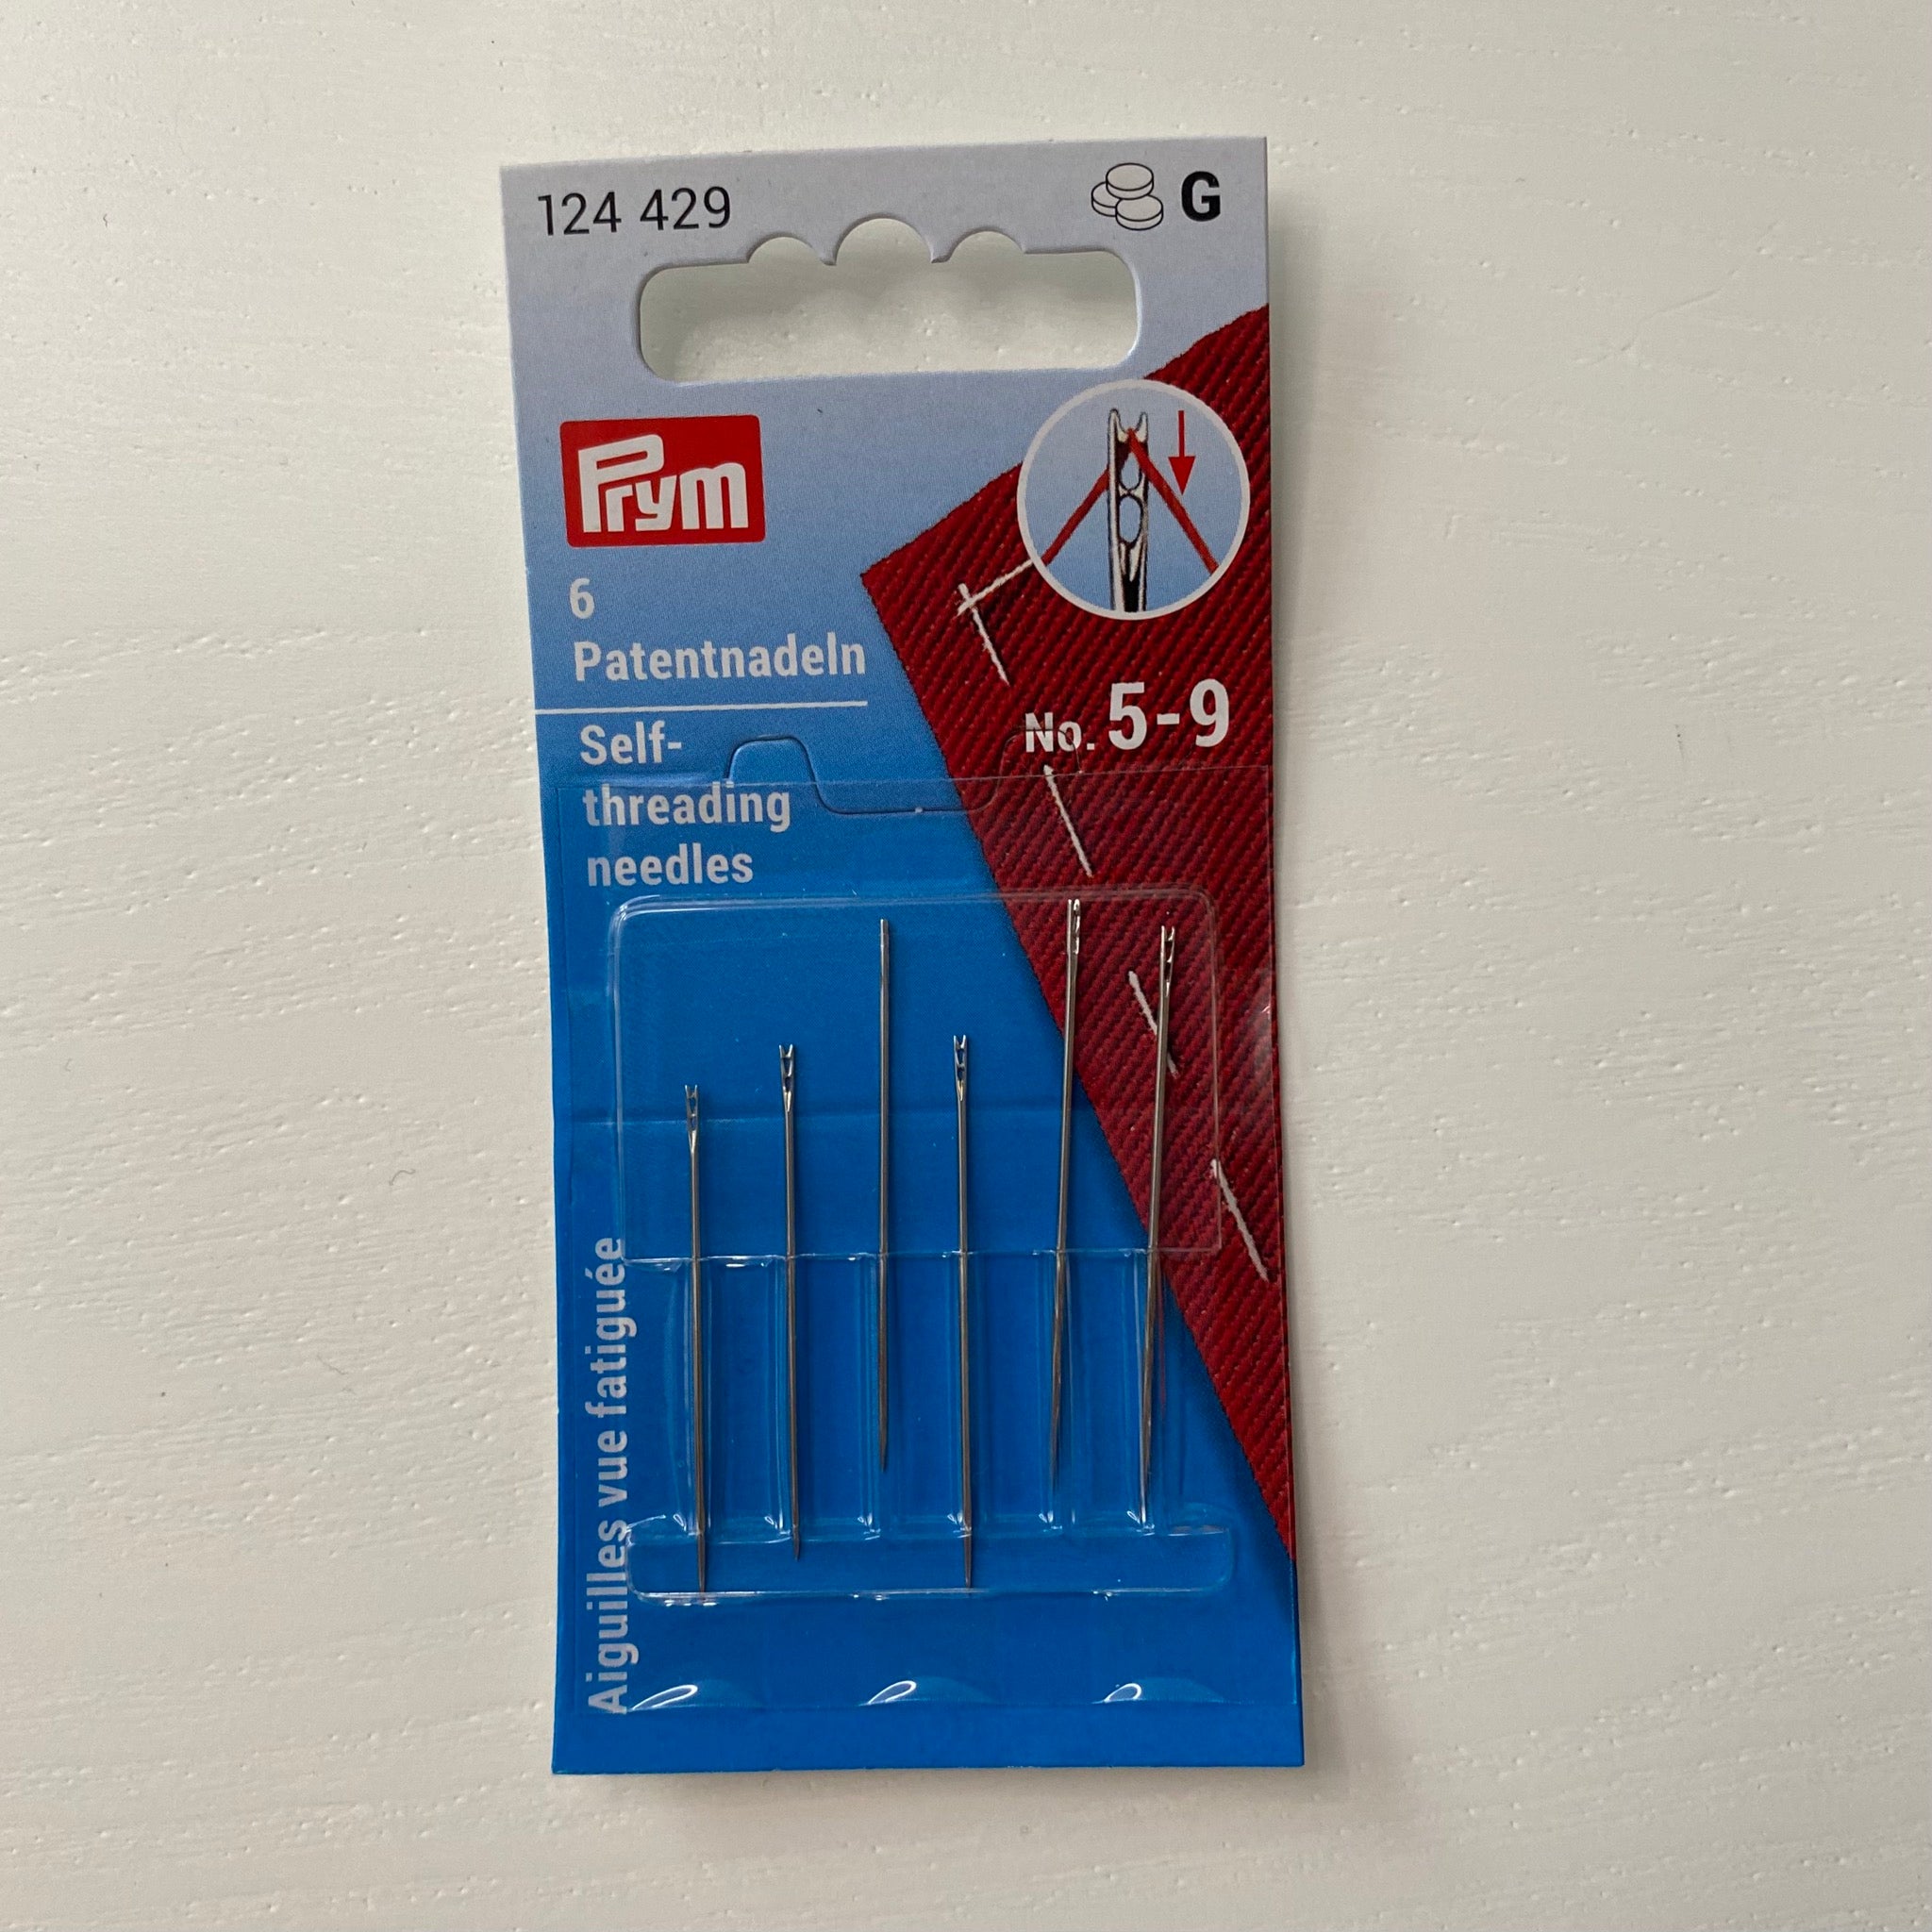 124 429
G
Prym
6
Patentnadeln
Self-
threading
needles
No. 5-9
Aiguilles vue fatiguée